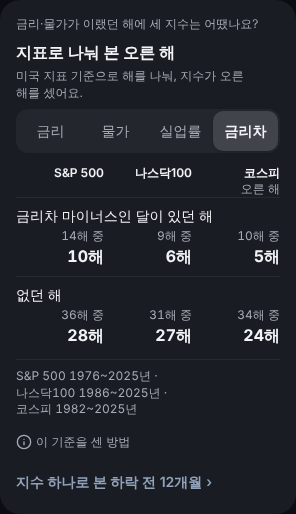 금리·물가가 이랬던 해에 세 지수는 어땠나요?
지표로 나눠 본 오른 해
미국 지표 기준으로 해를 나눠, 지수가 오른
해를 셌어요.
금리 물가 실업률 금리차
S&P 500 나스닥100 코스피
오른 해
금리차 마이너스인 달이 있던 해
14해 중 9해 중 10해 중
10해 6해 5해
없던 해
36해 중 31해 중 34해 중
28해 27해 24해
S&P 500 1976~2025년 ·
나스닥100 1986~2025년 ·
코스피 1982~2025년
이 기준을 센 방법
지수 하나로 본 하락 전 12개월 ›